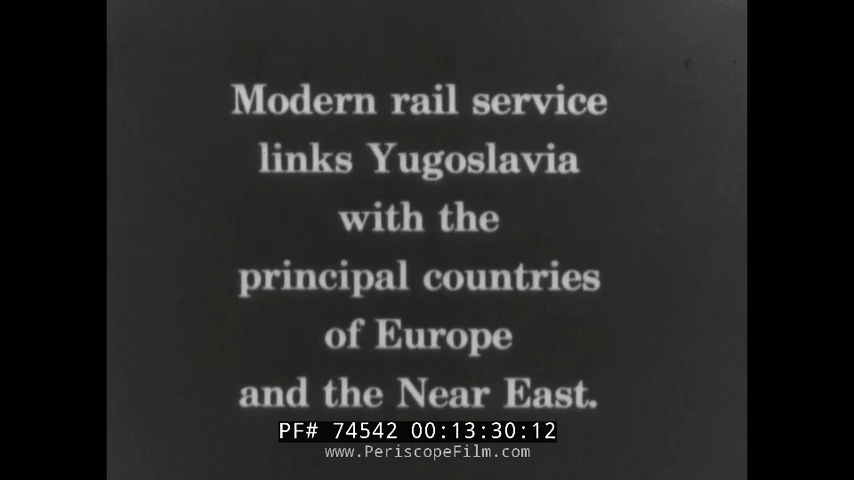 Modern rail service
links Yugoslavia
with the
principal countries
of Europe
and the Near East.
PF# 74542 00:13:30:12
www.PeriscopeFilm.com